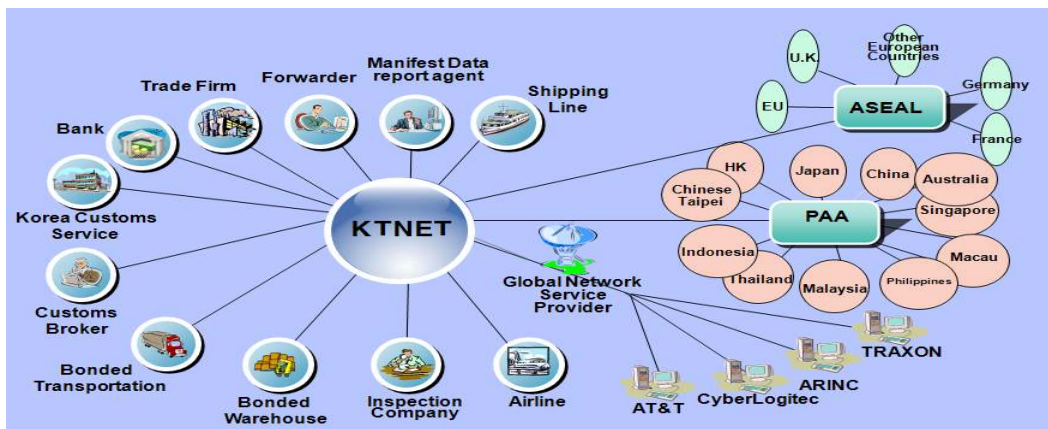 Other
European
Countries
U.K.
Germany
EU
ASEAL
France
Manifest Data
report agent
Forwarder
Shipping
Line
Trade Firm
Bank
Korea Customs
Service
KTNET
HK
Japan
China
Australia
Chinese
Taipei
PAA
Singapore
Indonesia
Macau
Thailand
Malaysia
Philippines
Global Network
Service
Provider
Customs
Broker
Bonded
Transportation
Bonded
Warehouse
Inspection
Company
Airline
AT&T
CyberLogitec
ARINC
TRAXON